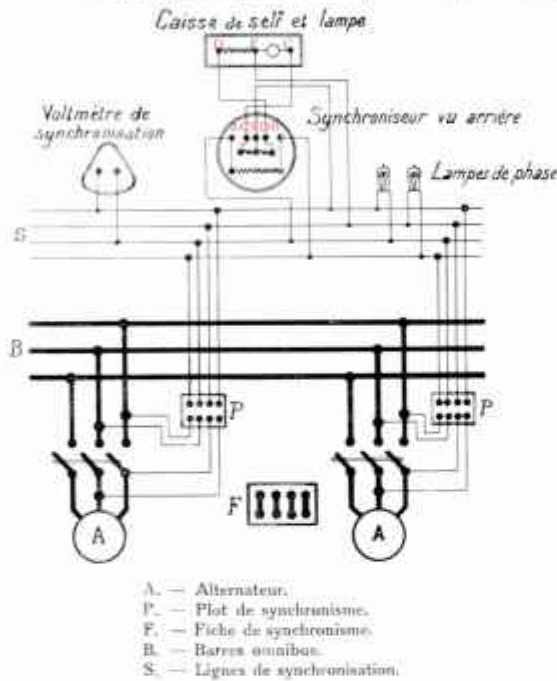 Caisse de self et lampe
Voltmètre de
synchronisation
Synchroniseur vu arrière
Lampes de phase
S
B
P
P
F
A
A
A. — Alternateur.
P. — Plot de synchronisme.
F. — Fiche de synchronisme.
B. — Barres omnibus.
S. — Lignes de synchronisation.